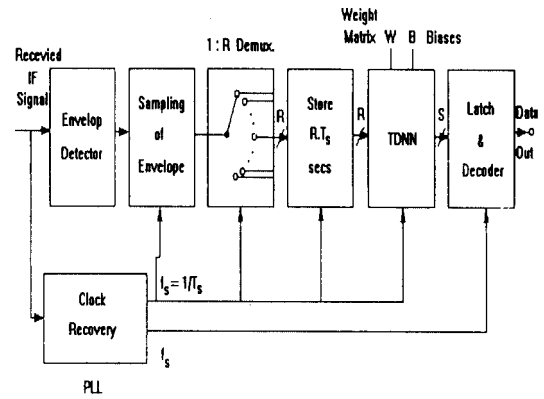 Recevied
IF
Signal
Envelop
Detector
Sampling
of
Envelope
1 : R Demux.
R
Store
R.Ts
secs
R
Weight
Matrix W B Biases
TDNN
S
Latch
&
Decoder
Data
Out
fs = 1/Ts
Clock
Recovery
fs
PLL